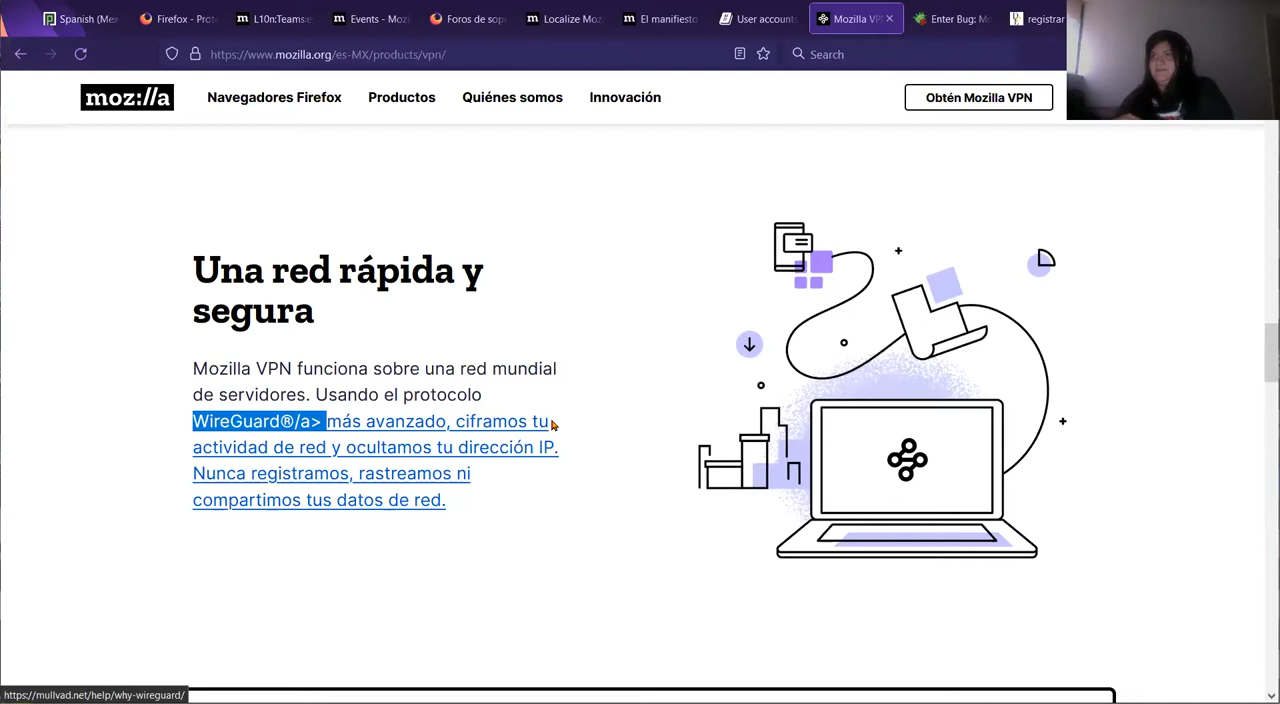 Spanish (Mex
Firefox - Prot
L10n:Teams:es
Events - Moz
Foros de sop
Localize Moz
El manifiesto
User accounts
Mozilla VP
Enter Bug: Mo
registrar
https://www.mozilla.org/es-MX/products/vpn/
Search
moz://a
Navegadores Firefox
Productos
Quiénes somos
Innovación
Obtén Mozilla VPN
Una red rápida y
segura
Mozilla VPN funciona sobre una red mundial
de servidores. Usando el protocolo
WireGuard®/a> más avanzado, ciframos tu
actividad de red y ocultamos tu dirección IP.
Nunca registramos, rastreamos ni
compartimos tus datos de red.
https://mullvad.net/help/why-wireguard/